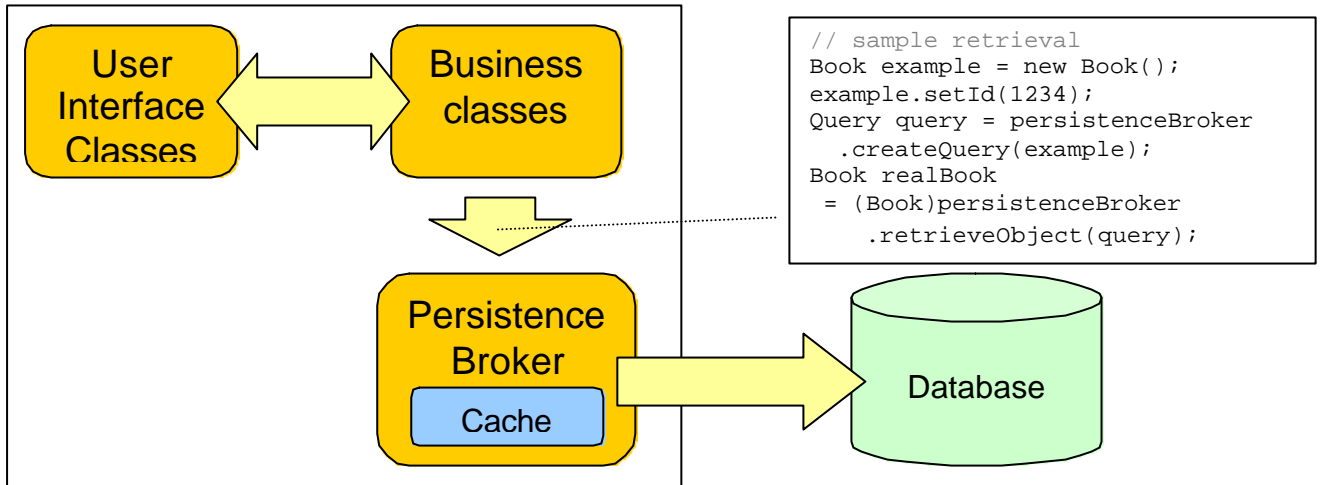 User
Interface
Classes
Business
classes
// sample retrieval
Book example = new Book();
example.setId(1234);
Query query = persistenceBroker
  .createQuery(example);
Book realBook
 = (Book)persistenceBroker
    .retrieveObject(query);
Persistence
Broker
Cache
Database